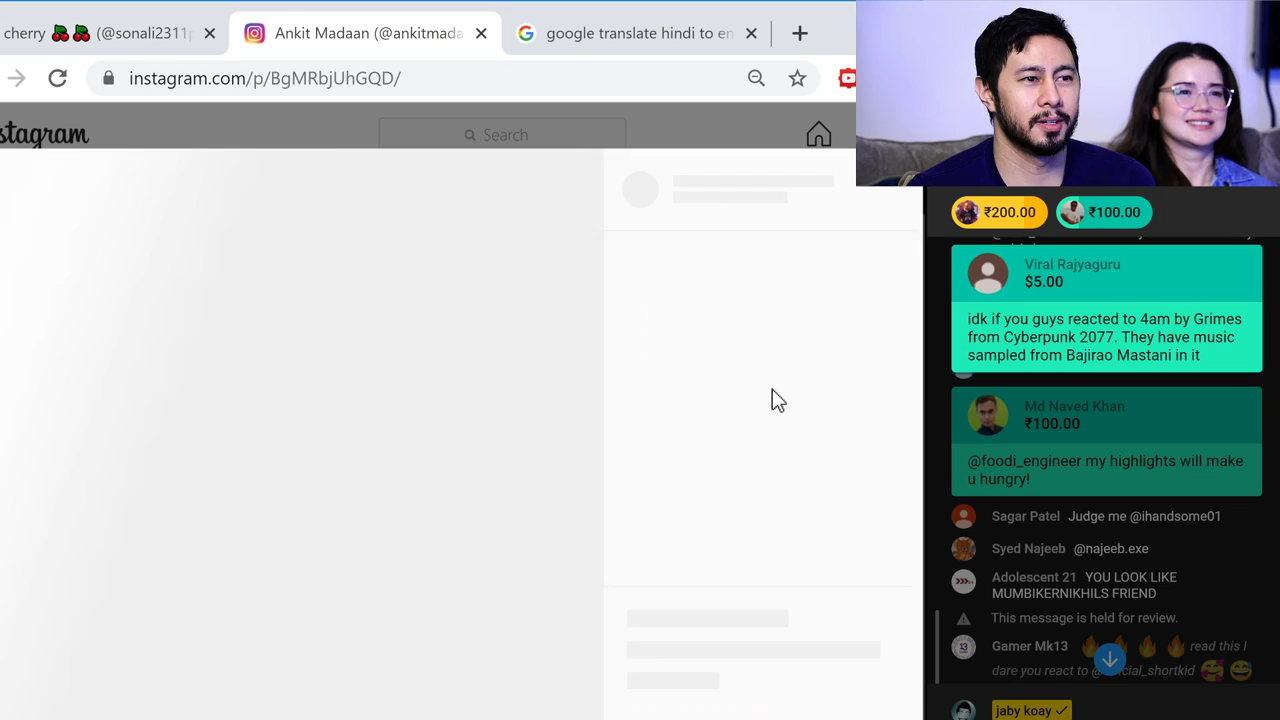 cherry 🍒 🍒 (@sonali2311
Ankit Madaan (@ankitmada
google translate hindi to en
instagram.com/p/BgMRbjUhGQD/
stagram
Search
₹200.00
₹100.00
Viral Rajyaguru
$5.00
idk if you guys reacted to 4am by Grimes
from Cyberpunk 2077. They have music
sampled from Bajirao Mastani in it
Md Naved Khan
₹100.00
@foodi_engineer my highlights will make
u hungry!
Sagar Patel Judge me @ihandsome01
Syed Najeeb @najeeb.exe
Adolescent 21 YOU LOOK LIKE
MUMBIKERNIKHILS FRIEND
This message is held for review.
Gamer Mk13 🔥 🔥 🔥 🔥 read this I
dare you react to 🥰 😅
jaby koay ✓